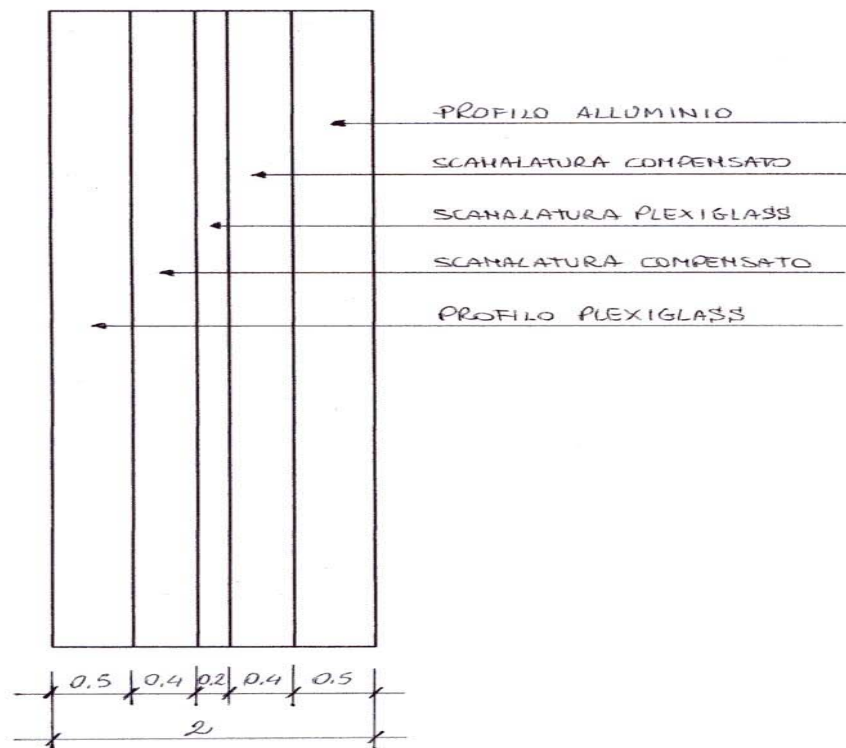 PROFILO ALLUMINIO
SCANALATURA COMPENSATO
SCANALATURA PLEXIGLASS
SCANALATURA COMPENSATO
PROFILO PLEXIGLASS
0.5 0.4 0.2 0.4 0.5
2